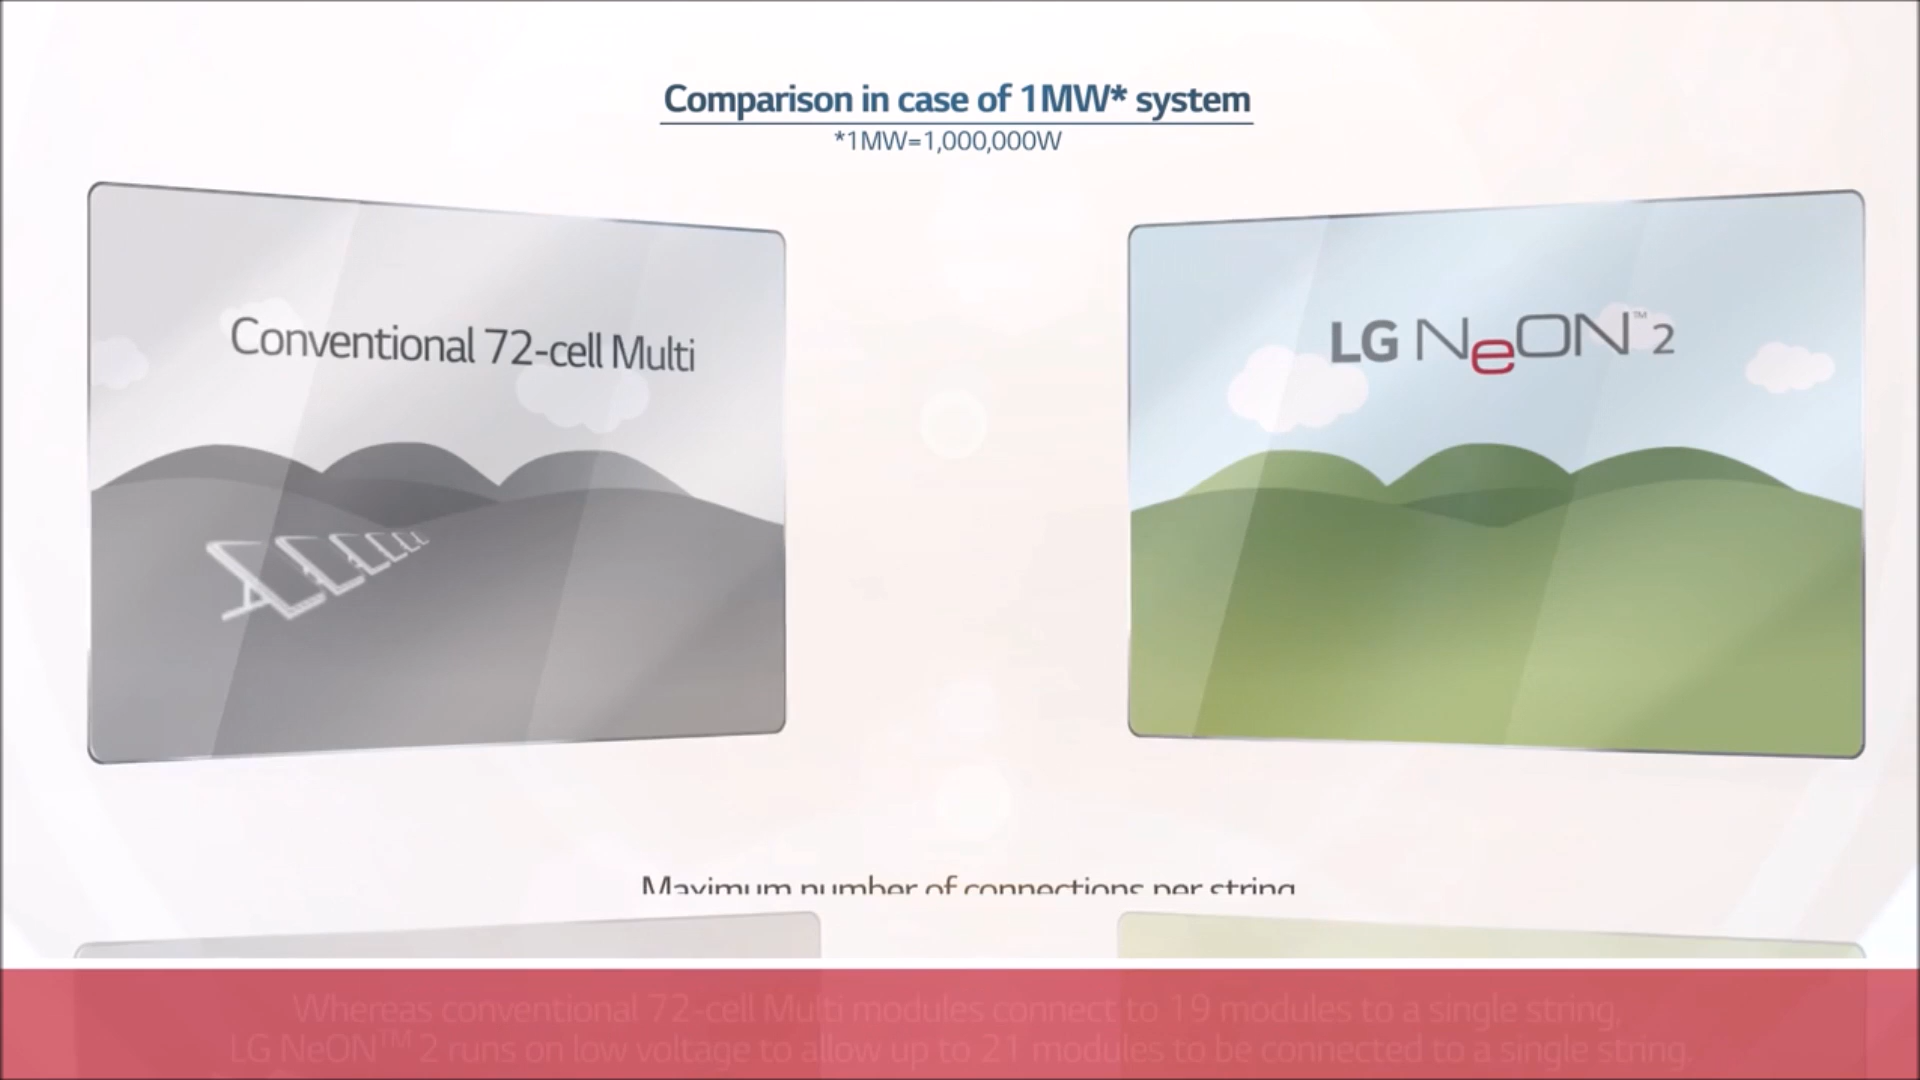 Comparison in case of 1MW* system
*1MW=1,000,000W
Conventional 72-cell Multi
LG NeON™ 2
Maximum number of connections per string
Whereas conventional 72-cell Multi modules connect to 19 modules to a single string,
LG NeON™ 2 runs on low voltage to allow up to 21 modules to be connected to a single string.